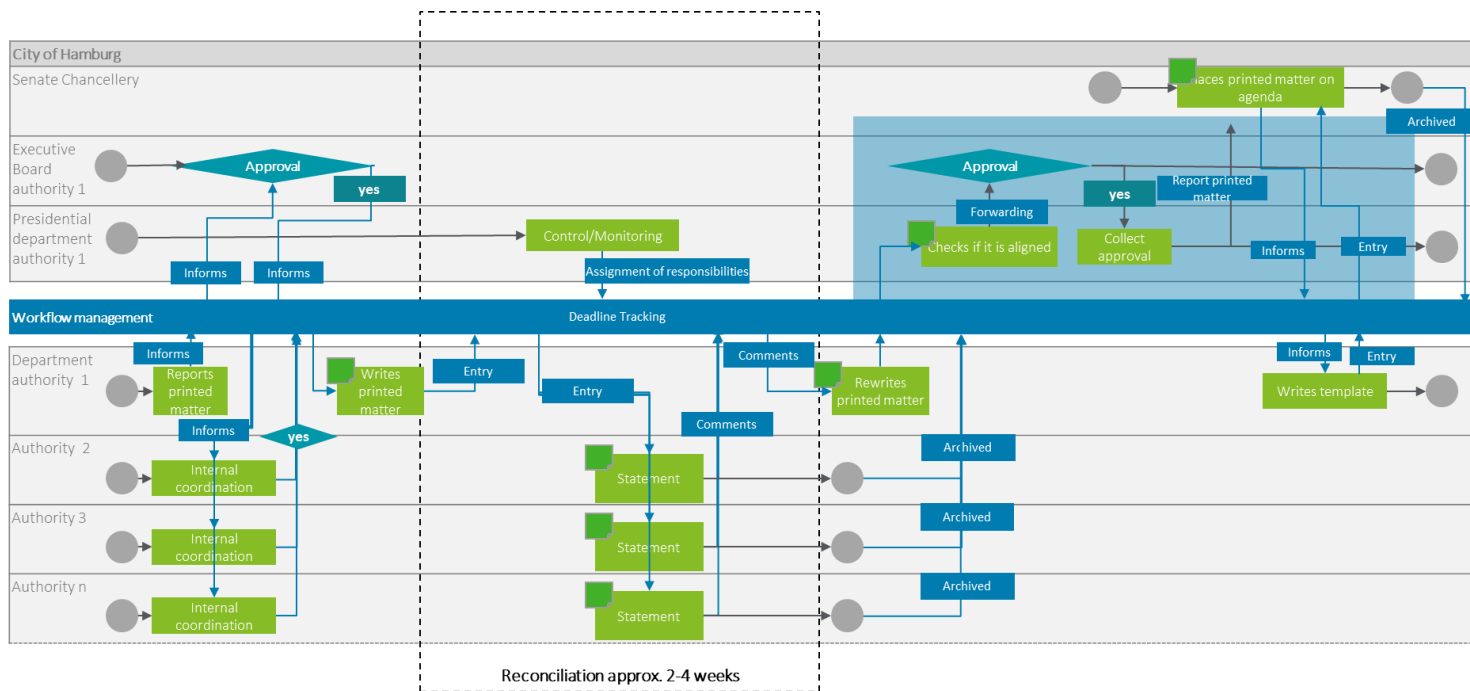 City of Hamburg
Senate Chancellery
aces printed matter on
agenda
Archived
Executive
Board
authority 1
Approval
yes
Approval
yes
Report printed
matter
Presidential
department
authority 1
Control/Monitoring
Forwarding
Checks if it is aligned
Collect
approval
Informs
Entry
Informs
Informs
Assignment of responsibilities
Workflow management
Deadline Tracking
Department
authority 1
Informs
Reports
printed
matter
Writes
printed
matter
Entry
Entry
Comments
Rewrites
printed matter
Informs
Entry
Writes template
Informs
yes
Comments
Archived
Authority 2
Internal
coordination
Statement
Authority 3
Internal
coordination
Statement
Archived
Authority n
Internal
coordination
Statement
Archived
Reconciliation approx. 2-4 weeks